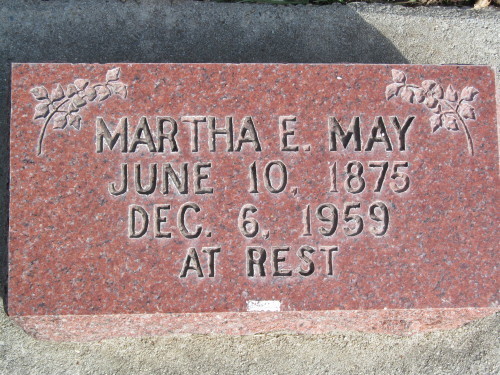 MARTHA E. MAY
JUNE 10, 1875
DEC. 6, 1959
AT REST